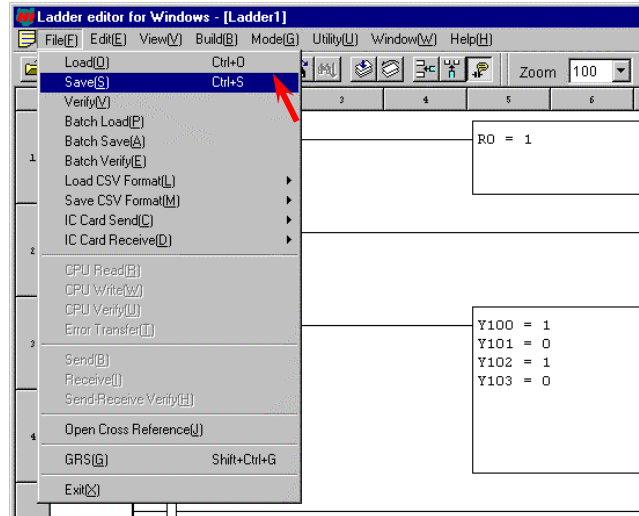 Ladder editor for Windows - [Ladder1]
File(F) Edit(E) View(V) Build(B) Mode(G) Utility(U) Window(W) Help(H)
Zoom 100
Load(O) Ctrl+O
Save(S) Ctrl+S
Verify(V)
Batch Load(P)
Batch Save(A)
Batch Verify(E)
Load CSV Format(L)
Save CSV Format(M)
IC Card Send(C)
IC Card Receive(D)
CPU Read(R)
CPU Write(W)
CPU Verify(U)
Error Transfer(T)
Send(B)
Receive(I)
Send-Receive Verify(H)
Open Cross Reference(J)
GRS(G) Shift+Ctrl+G
Exit(X)
3 4 5 6
1
2
3
4
R0 = 1
Y100 = 1
Y101 = 0
Y102 = 1
Y103 = 0